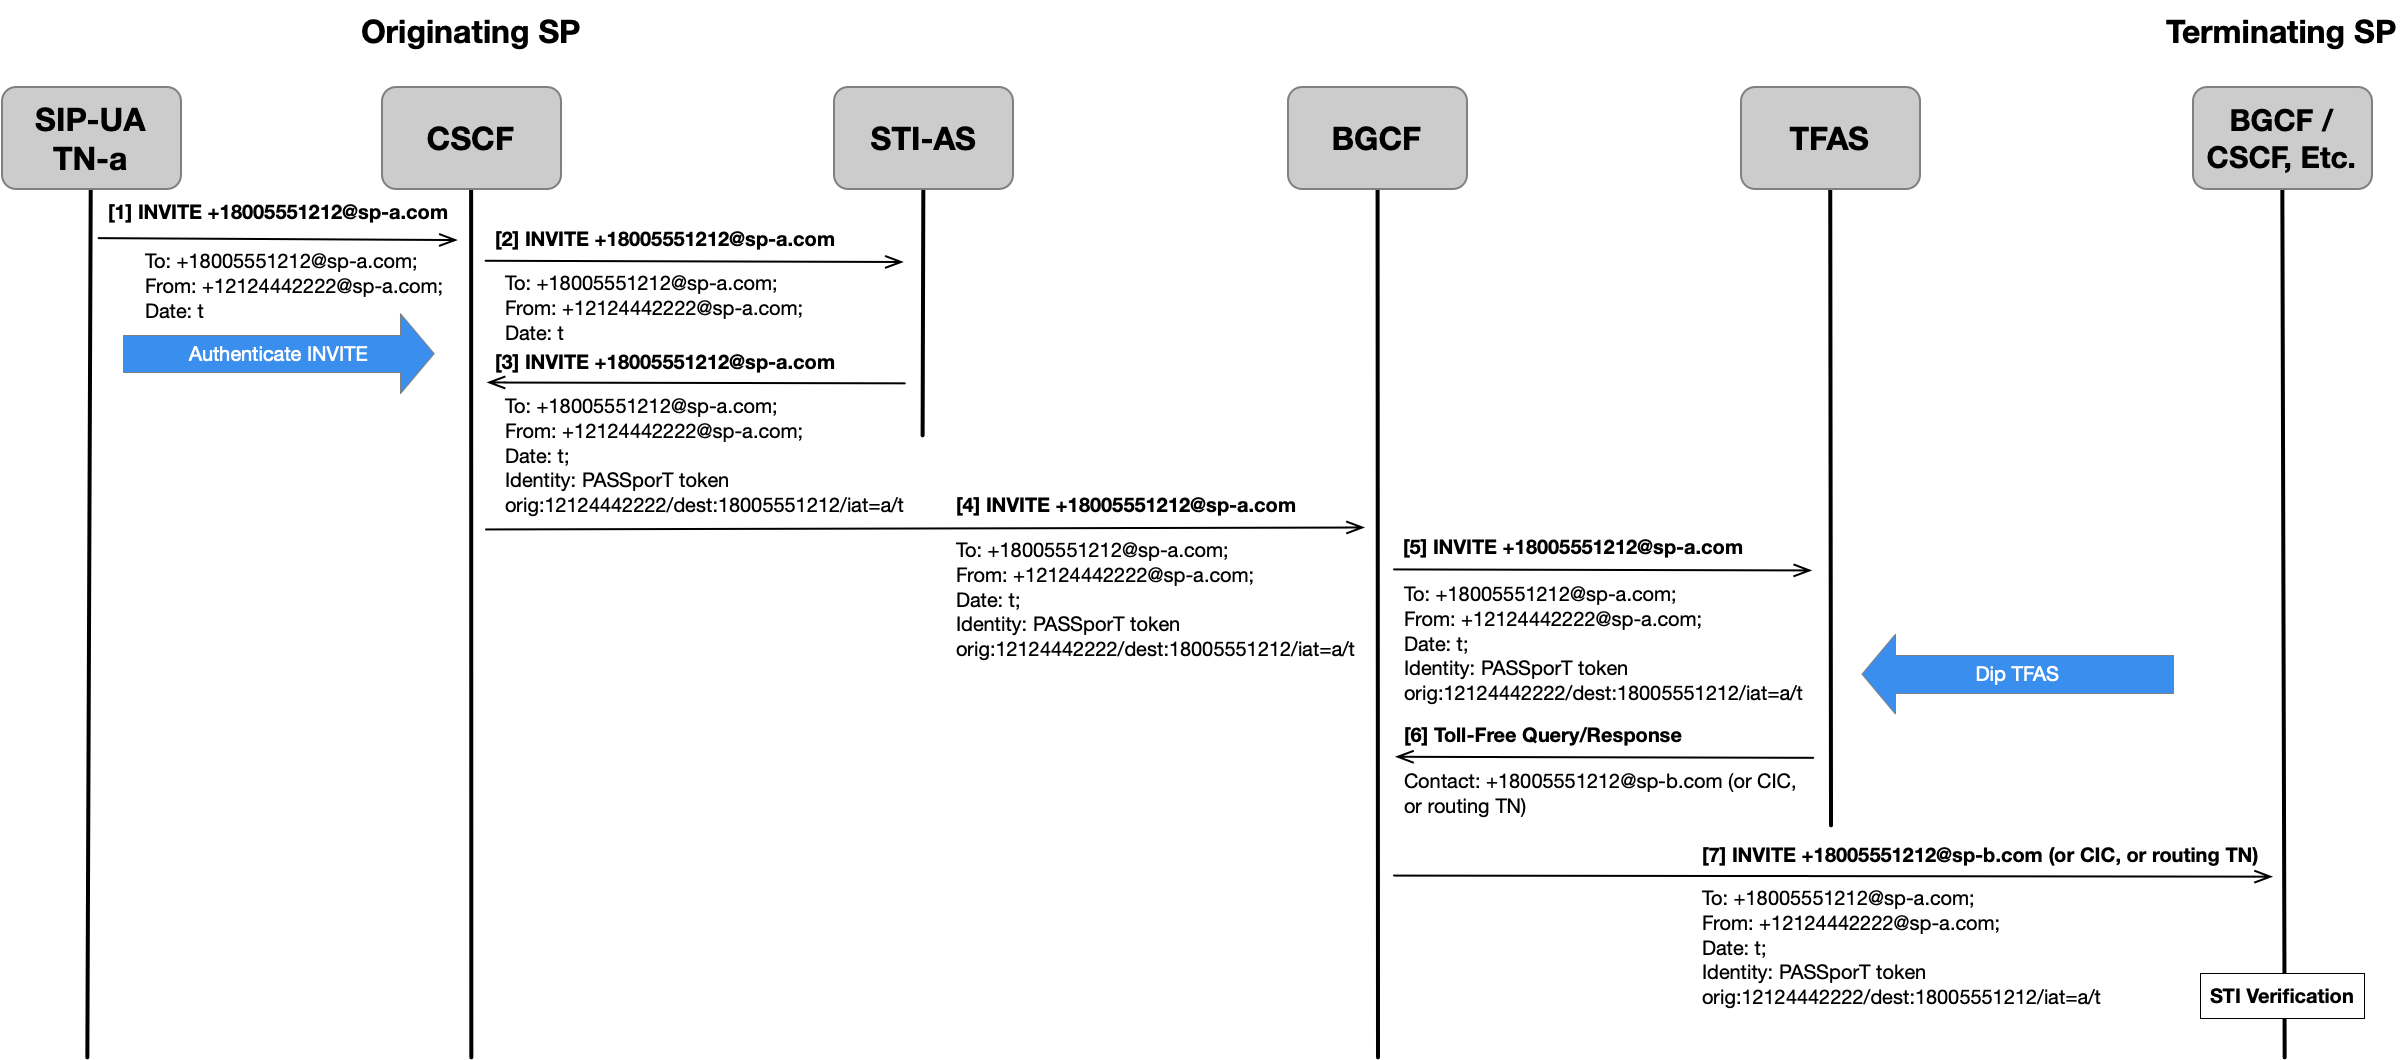 Originating SP
Terminating SP
SIP-UA
TN-a
CSCF
STI-AS
BGCF
TFAS
BGCF /
CSCF, Etc.
[1] INVITE +18005551212@sp-a.com
To: +18005551212@sp-a.com;
From: +12124442222@sp-a.com;
Date: t
Authenticate INVITE
[2] INVITE +18005551212@sp-a.com
To: +18005551212@sp-a.com;
From: +12124442222@sp-a.com;
Date: t
[3] INVITE +18005551212@sp-a.com
To: +18005551212@sp-a.com;
From: +12124442222@sp-a.com;
Date: t;
Identity: PASSporT token
orig:12124442222/dest:18005551212/iat=a/t
[4] INVITE +18005551212@sp-a.com
To: +18005551212@sp-a.com;
From: +12124442222@sp-a.com;
Date: t;
Identity: PASSporT token
orig:12124442222/dest:18005551212/iat=a/t
[5] INVITE +18005551212@sp-a.com
To: +18005551212@sp-a.com;
From: +12124442222@sp-a.com;
Date: t;
Identity: PASSporT token
orig:12124442222/dest:18005551212/iat=a/t
Dip TFAS
[6] Toll-Free Query/Response
Contact: +18005551212@sp-b.com (or CIC,
or routing TN)
[7] INVITE +18005551212@sp-b.com (or CIC, or routing TN)
To: +18005551212@sp-a.com;
From: +12124442222@sp-a.com;
Date: t;
Identity: PASSporT token
orig:12124442222/dest:18005551212/iat=a/t
STI Verification